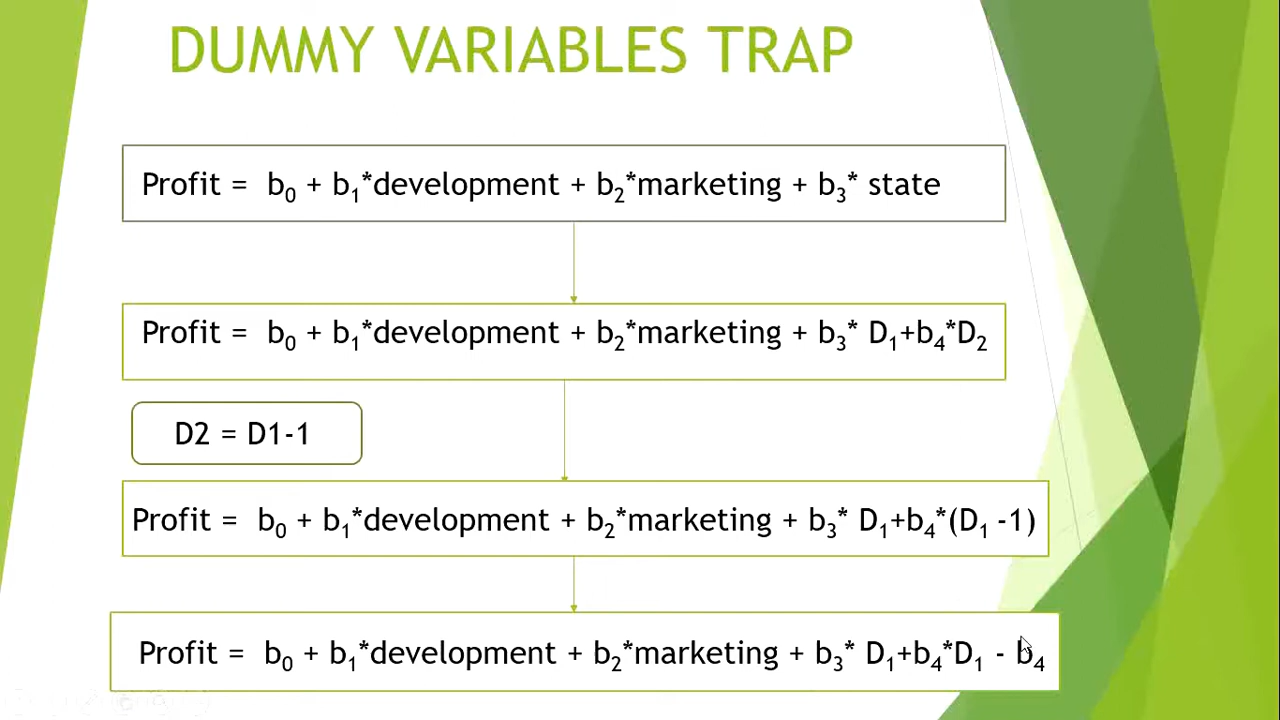 DUMMY VARIABLES TRAP
Profit = b₀ + b₁*development + b₂*marketing + b₃* state
Profit = b₀ + b₁*development + b₂*marketing + b₃* D₁+b₄*D₂
D2 = D1-1
Profit = b₀ + b₁*development + b₂*marketing + b₃* D₁+b₄*(D₁ -1)
Profit = b₀ + b₁*development + b₂*marketing + b₃* D₁+b₄*D₁ - b₄